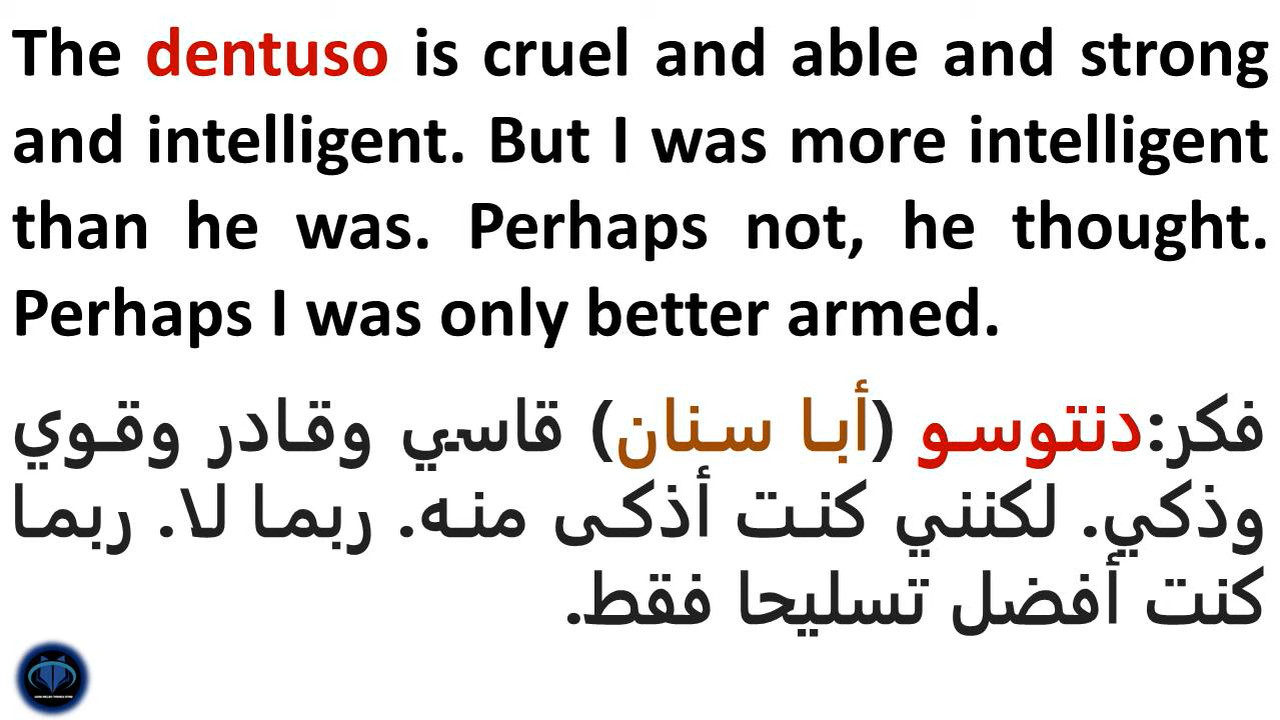 The dentuso is cruel and able and strong
and intelligent. But I was more intelligent
than he was. Perhaps not, he thought.
Perhaps I was only better armed.
فكر:دنتوسو (أبا سنان) قاسي وقادر وقوي
وذكي. لكنني كنت أذكى منه. ربما لا. ربما
كنت أفضل تسليحا فقط.